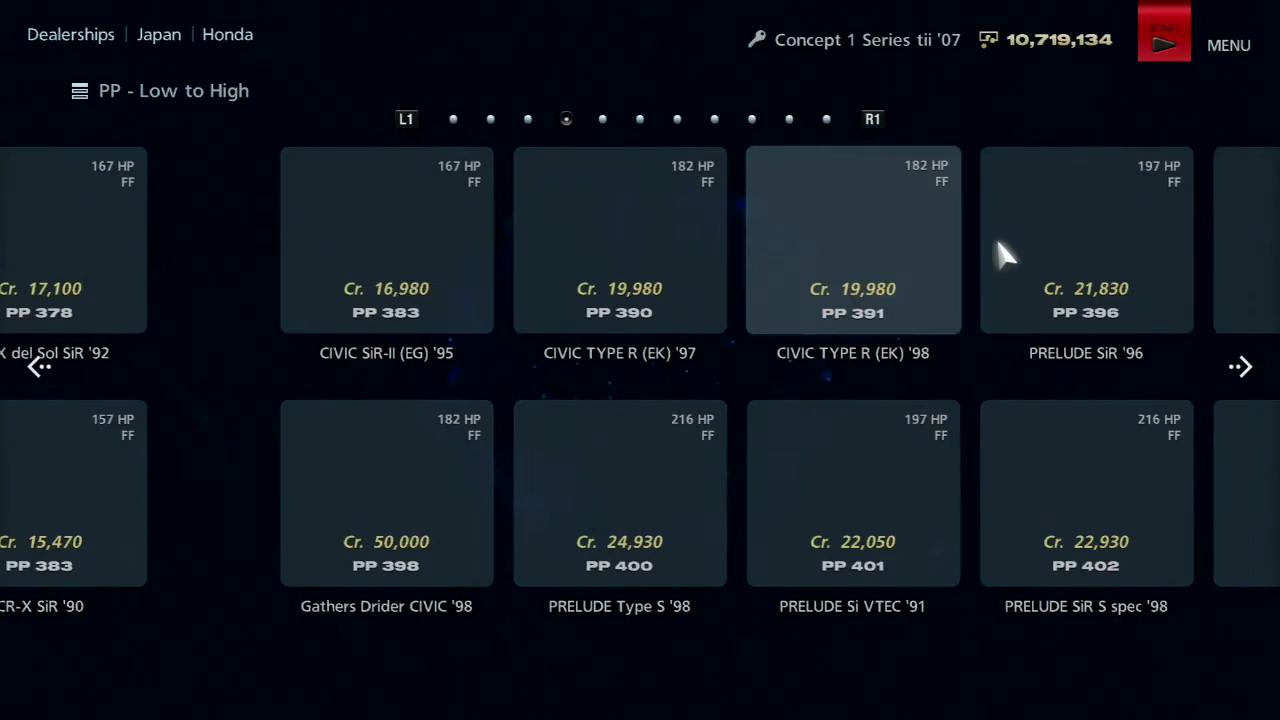 Dealerships | Japan | Honda
Concept 1 Series tii '07
10,719,134
MENU
PP - Low to High
L1
R1
167 HP
FF
Cr. 17,100
PP 378
X del Sol SiR '92
167 HP
FF
Cr. 16,980
PP 383
CIVIC SiR-II (EG) '95
182 HP
FF
Cr. 19,980
PP 390
CIVIC TYPE R (EK) '97
182 HP
FF
Cr. 19,980
PP 391
CIVIC TYPE R (EK) '98
197 HP
FF
Cr. 21,830
PP 396
PRELUDE SiR '96
157 HP
FF
Cr. 15,470
PP 383
CR-X SiR '90
182 HP
FF
Cr. 50,000
PP 398
Gathers Drider CIVIC '98
216 HP
FF
Cr. 24,930
PP 400
PRELUDE Type S '98
197 HP
FF
Cr. 22,050
PP 401
PRELUDE Si VTEC '91
216 HP
FF
Cr. 22,930
PP 402
PRELUDE SiR S spec '98